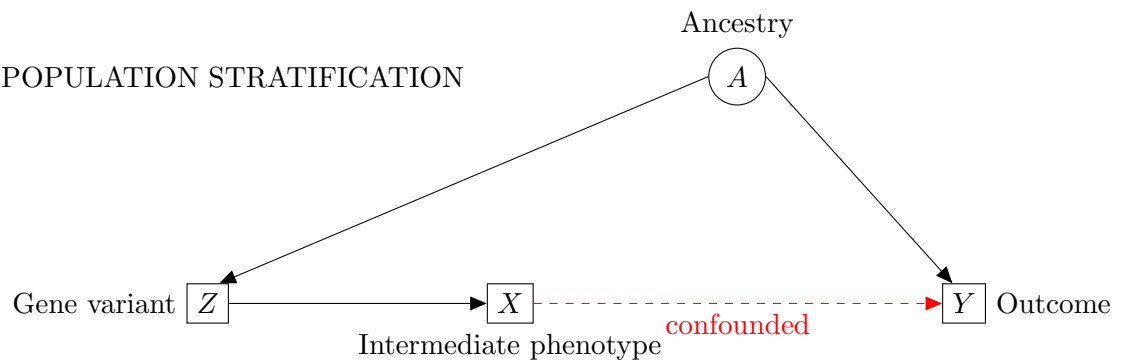 Ancestry
POPULATION STRATIFICATION
A
Gene variant Z X Y Outcome
confounded
Intermediate phenotype